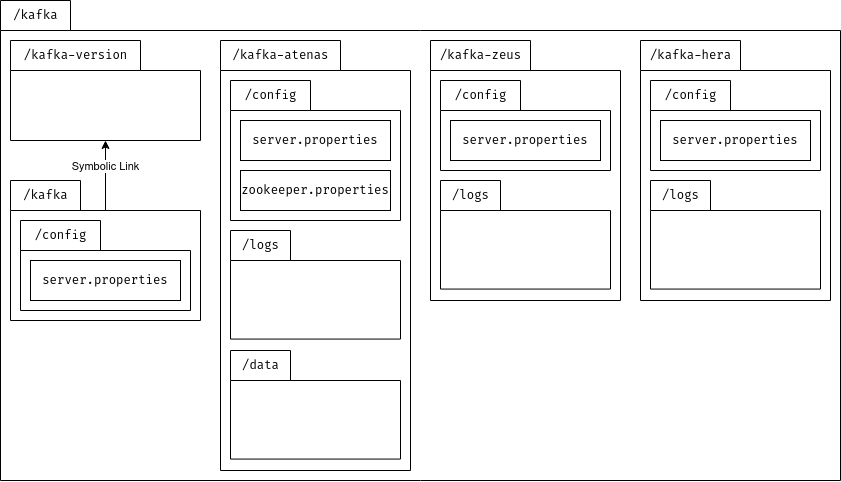 /kafka
/kafka-version
Symbolic Link
/kafka
/config
server.properties
/kafka-atenas
/config
server.properties
zookeeper.properties
/logs
/data
/kafka-zeus
/config
server.properties
/logs
/kafka-hera
/config
server.properties
/logs